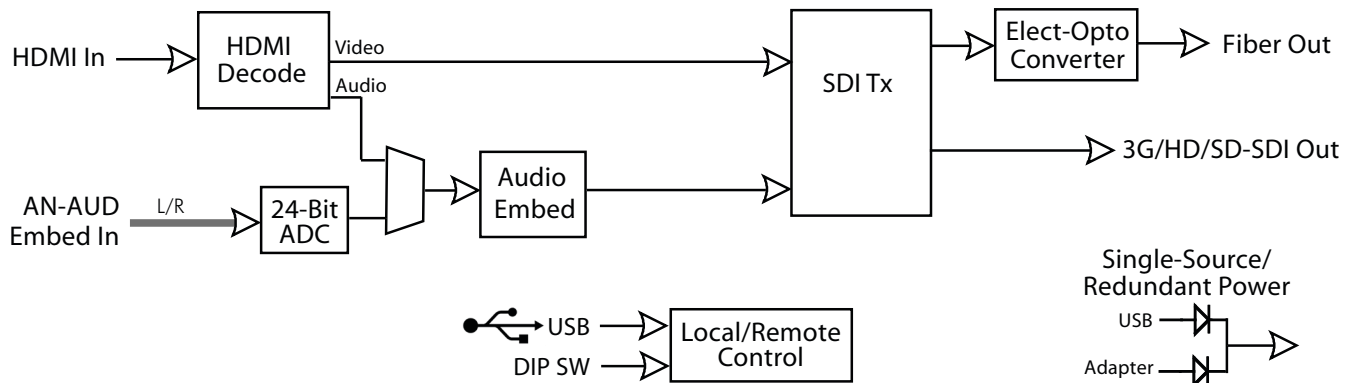 HDMI In
HDMI
Decode
Video
Audio
SDI Tx
Elect-Opto
Converter
Fiber Out
3G/HD/SD-SDI Out
AN-AUD
Embed In
L/R
24-Bit
ADC
Audio
Embed
USB
DIP SW
Local/Remote
Control
Single-Source/
Redundant Power
USB
Adapter